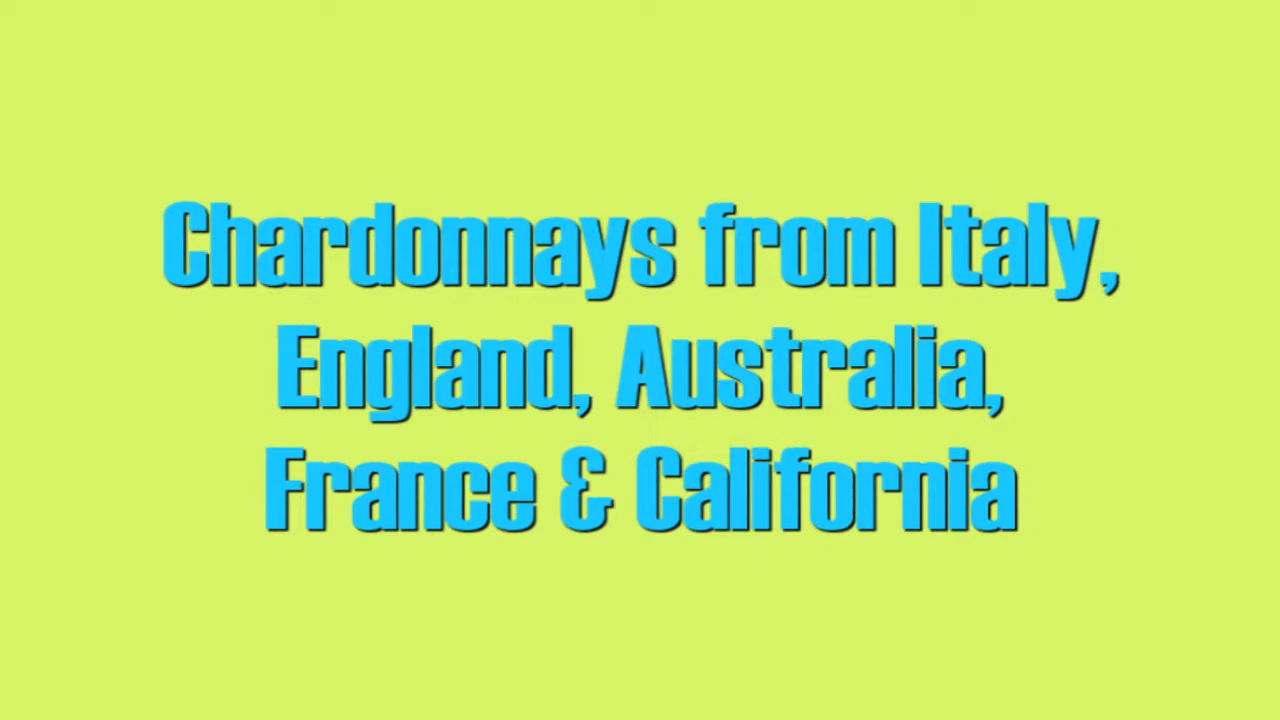 Chardonnays from Italy,
England, Australia,
France & California